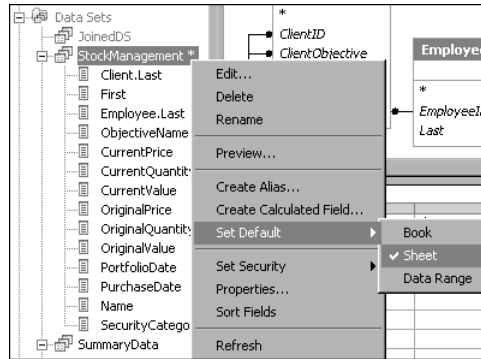 Data Sets
JoinedDS
StockManagement *
Client.Last
First
Employee.Last
ObjectiveName
CurrentPrice
CurrentQuantit
CurrentValue
OriginalPrice
OriginalQuantity
OriginalValue
PortfolioDate
PurchaseDate
Name
SecurityCatego
SummaryData
*
ClientID
ClientObjective
Employee
*
EmployeeI
Last
Edit...
Delete
Rename
Preview...
Create Alias...
Create Calculated Field...
Set Default
Set Security
Properties...
Sort Fields
Refresh
Book
Sheet
Data Range